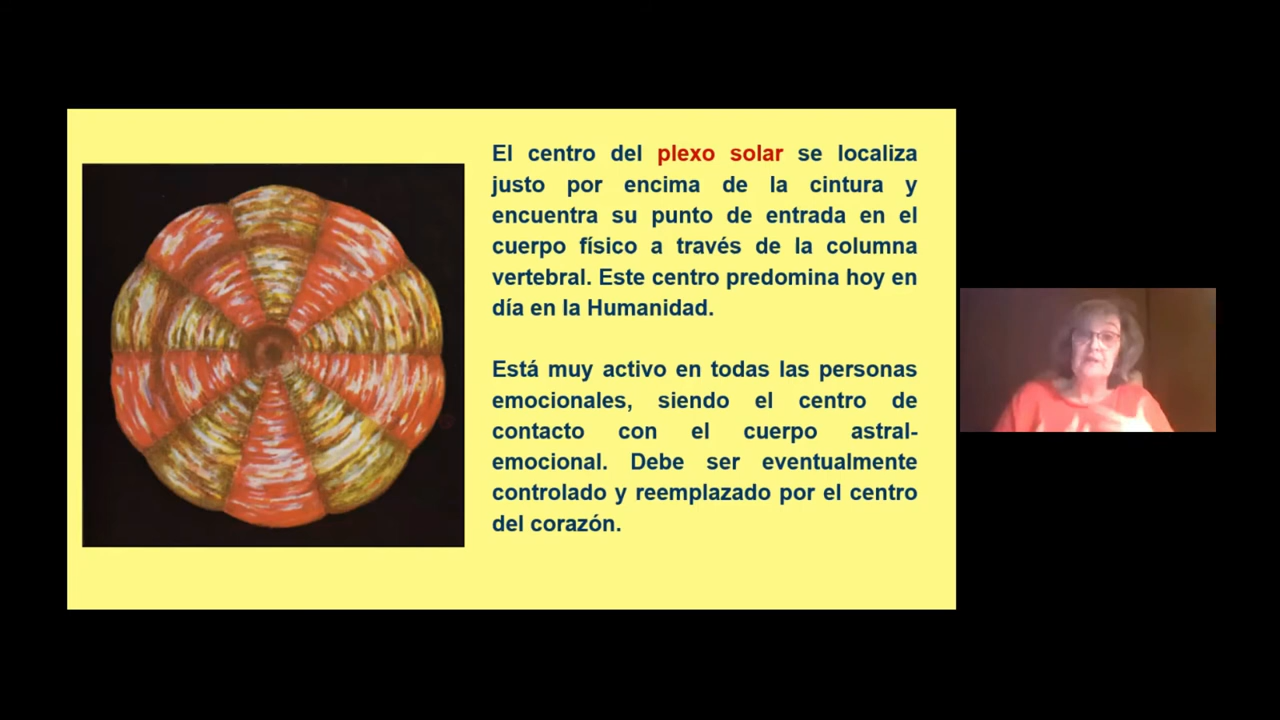 El centro del plexo solar se localiza
justo por encima de la cintura y
encuentra su punto de entrada en el
cuerpo físico a través de la columna
vertebral. Este centro predomina hoy en
día en la Humanidad.
Está muy activo en todas las personas
emocionales, siendo el centro de
contacto con el cuerpo astral-
emocional. Debe ser eventualmente
controlado y reemplazado por el centro
del corazón.